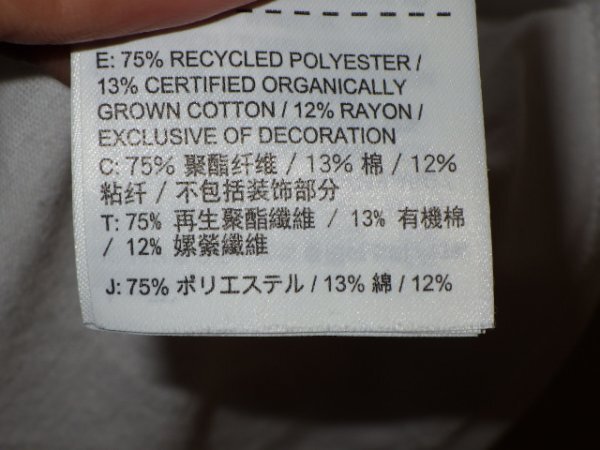 E: 75% RECYCLED POLYESTER /
13% CERTIFIED ORGANICALLY
GROWN COTTON / 12% RAYON /
EXCLUSIVE OF DECORATION
C: 75% 聚酯纤维 / 13% 棉 / 12%
粘纤 / 不包括装饰部分
T: 75% 再生聚酯纖維 / 13% 有機棉
/ 12% 嫘縈纖維
J: 75% ポリエステル / 13% 綿 / 12%